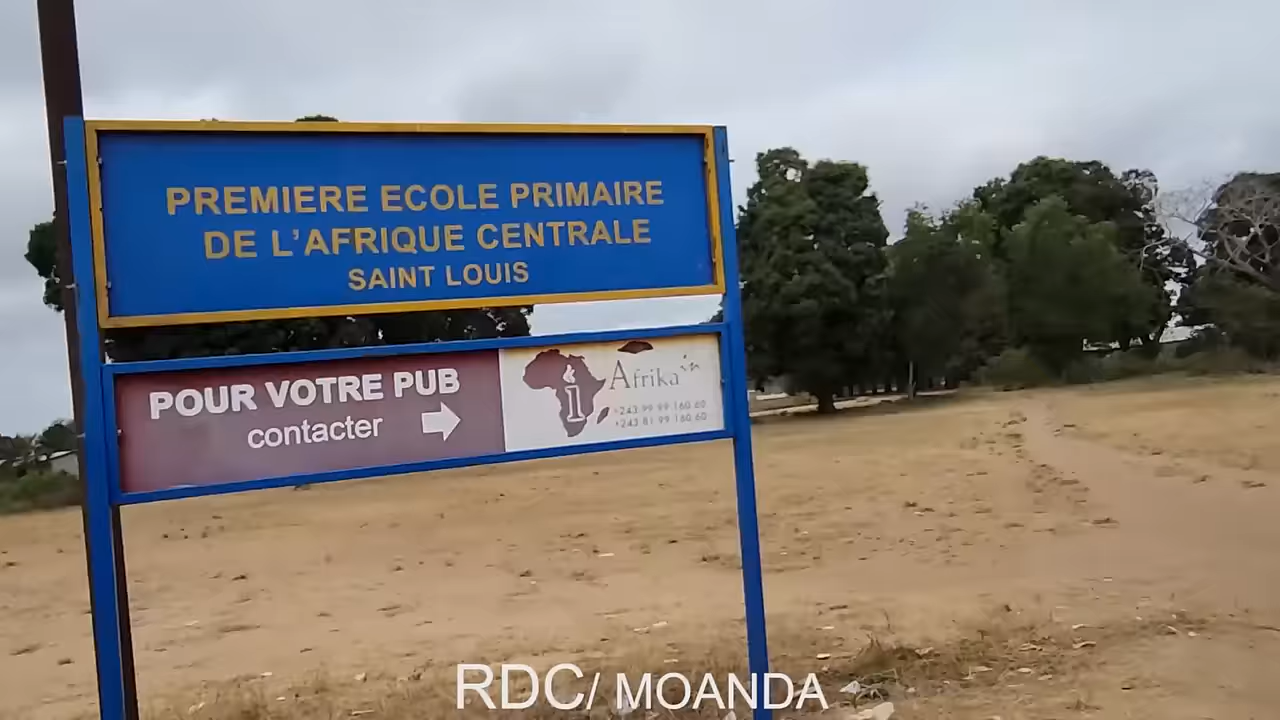 PREMIERE ECOLE PRIMAIRE
DE L'AFRIQUE CENTRALE
SAINT LOUIS
POUR VOTRE PUB
contacter
Afrika
+243 99 99 160 60
+243 81 99 160 60
RDC/ MOANDA